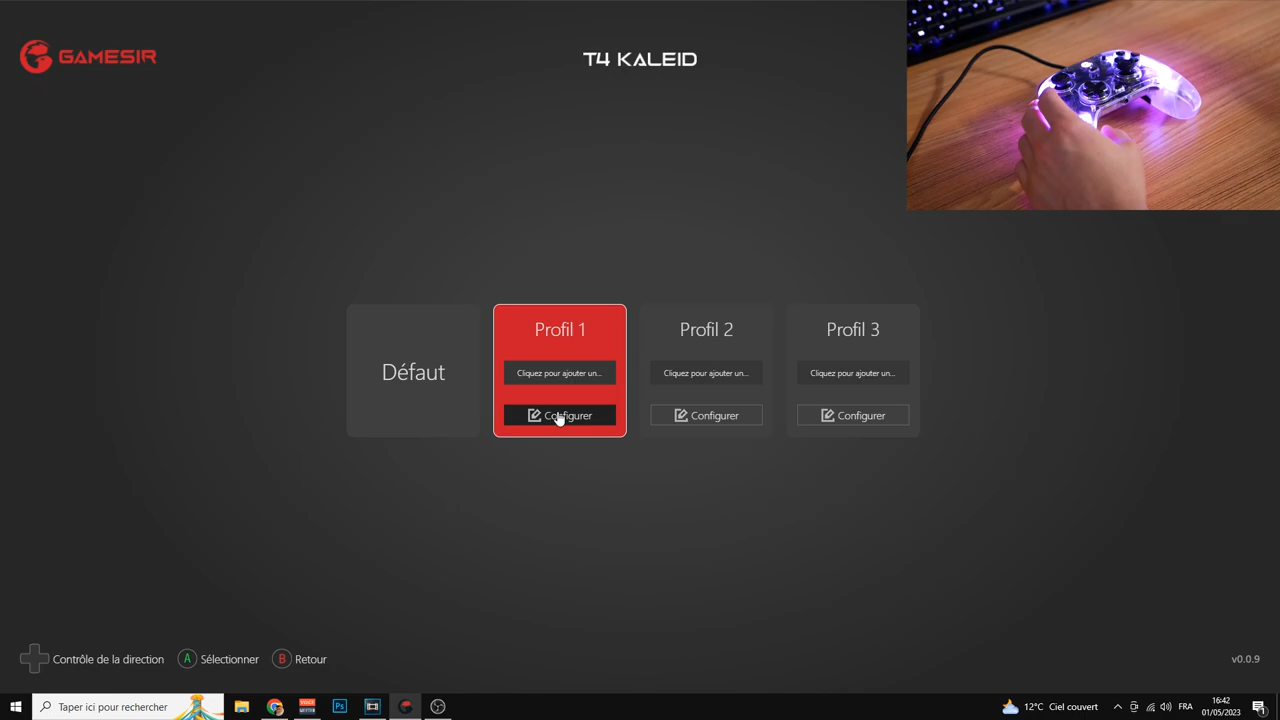 GAMESIR
T4 KALEID
Défaut
Profil 1
Cliquez pour ajouter un...
Configurer
Profil 2
Cliquez pour ajouter un...
Configurer
Profil 3
Cliquez pour ajouter un...
Configurer
Contrôle de la direction
A Sélectionner
B Retour
v0.0.9
Taper ici pour rechercher
Ps
12°C Ciel couvert
FRA
16:42
01/05/2023
1